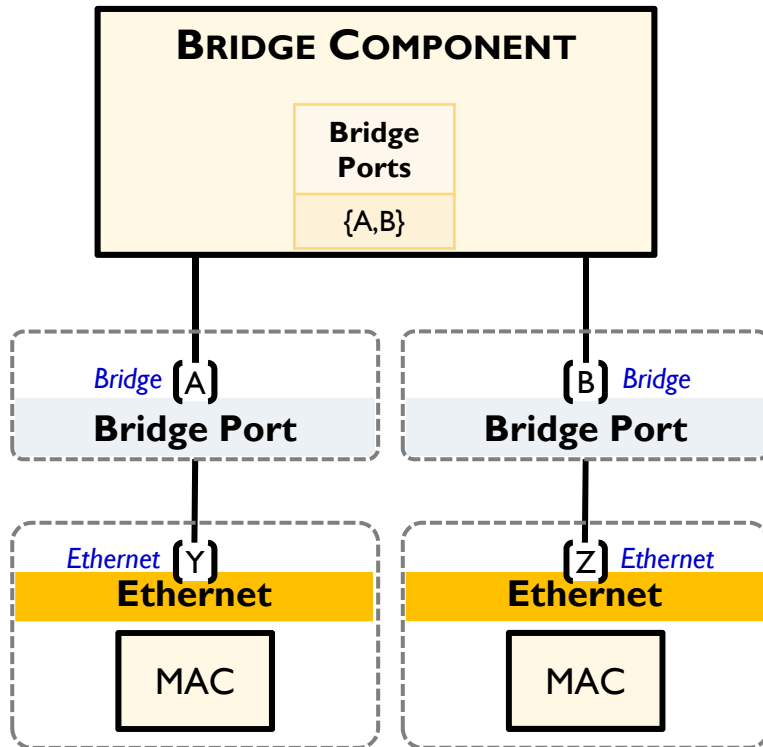 BRIDGE COMPONENT
Bridge
Ports
{A,B}
Bridge [A]
[B] Bridge
Bridge Port
Bridge Port
Ethernet [Y]
[Z] Ethernet
Ethernet
Ethernet
MAC
MAC